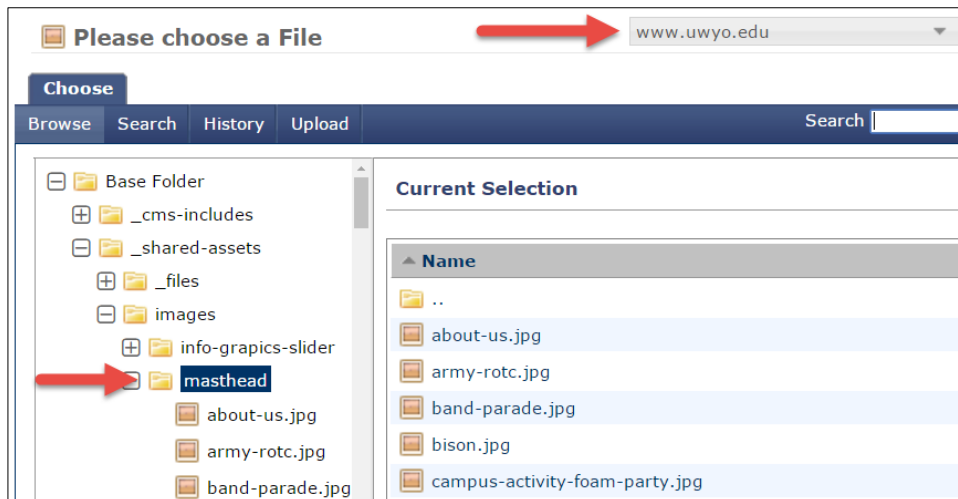 Please choose a File
www.uwyo.edu
Choose
Browse Search History Upload
Search
Base Folder
_cms-includes
_shared-assets
_files
images
info-grapics-slider
masthead
about-us.jpg
army-rotc.jpg
band-parade.jpg
Current Selection
Name
..
about-us.jpg
army-rotc.jpg
band-parade.jpg
bison.jpg
campus-activity-foam-party.jpg